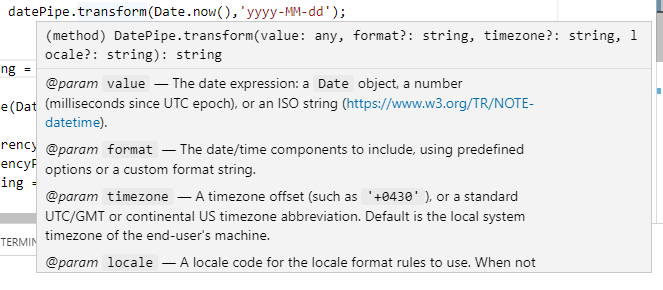 datePipe.transform(Date.now(),'yyyy-MM-dd');
(method) DatePipe.transform(value: any, format?: string, timezone?: string, l
ocale?: string): string
ng =
@param value — The date expression: a Date object, a number
e(Dat
(milliseconds since UTC epoch), or an ISO string (https://www.w3.org/TR/NOTE-
datetime).
rency
@param format — The date/time components to include, using predefined
encyP
options or a custom format string.
ing =
@param timezone — A timezone offset (such as '+0430' ), or a standard
UTC/GMT or continental US timezone abbreviation. Default is the local system
TERMIN
timezone of the end-user's machine.
@param locale — A locale code for the locale format rules to use. When not